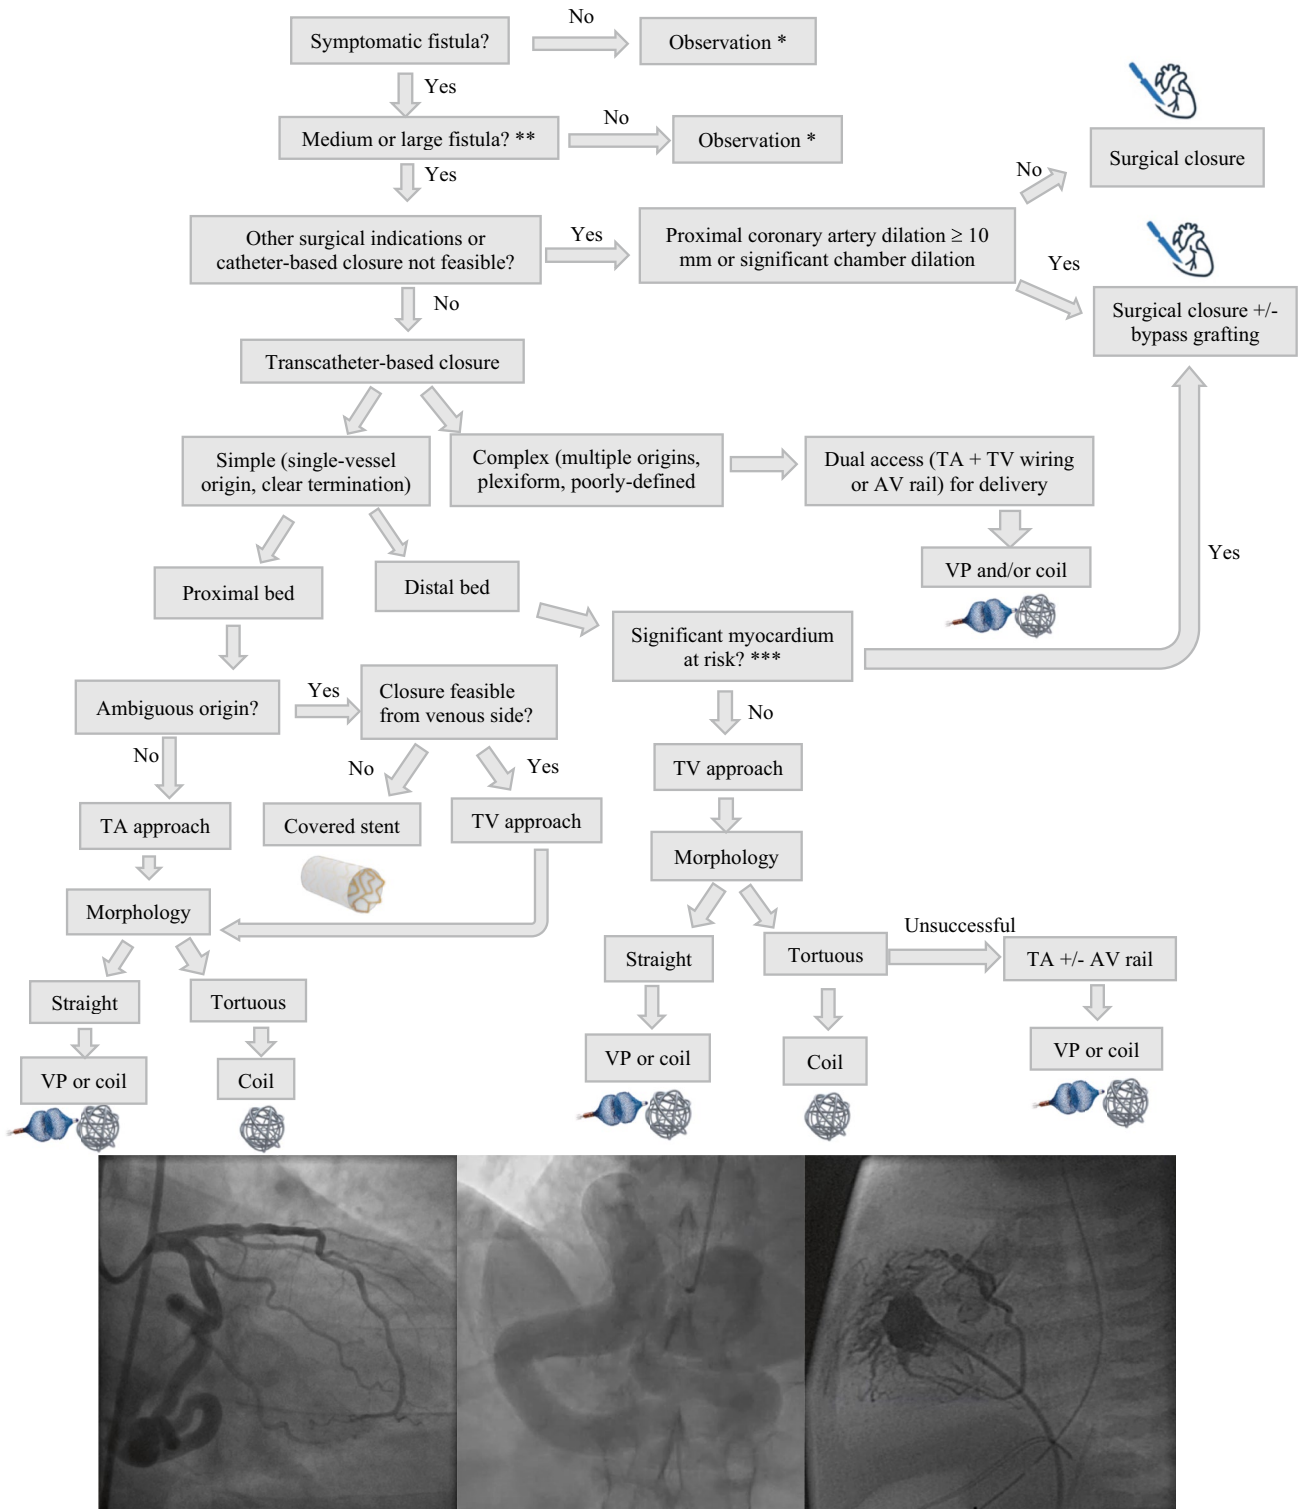 Symptomatic fistula?
No
Observation *
Yes
Medium or large fistula? **
No
Observation *
Surgical closure
Yes
No
Other surgical indications or
catheter-based closure not feasible?
Yes
Proximal coronary artery dilation ≥ 10
mm or significant chamber dilation
Yes
No
Surgical closure +/-
bypass grafting
Transcatheter-based closure
Simple (single-vessel
origin, clear termination)
Complex (multiple origins,
plexiform, poorly-defined
Dual access (TA + TV wiring
or AV rail) for delivery
Yes
VP and/or coil
Proximal bed
Distal bed
Significant myocardium
at risk? ***
Ambiguous origin?
Yes
Closure feasible
from venous side?
No
No
No
Yes
TV approach
TA approach
Covered stent
TV approach
Morphology
Morphology
Straight
Tortuous
Unsuccessful
TA +/- AV rail
Straight
Tortuous
VP or coil
Coil
VP or coil
VP or coil
Coil